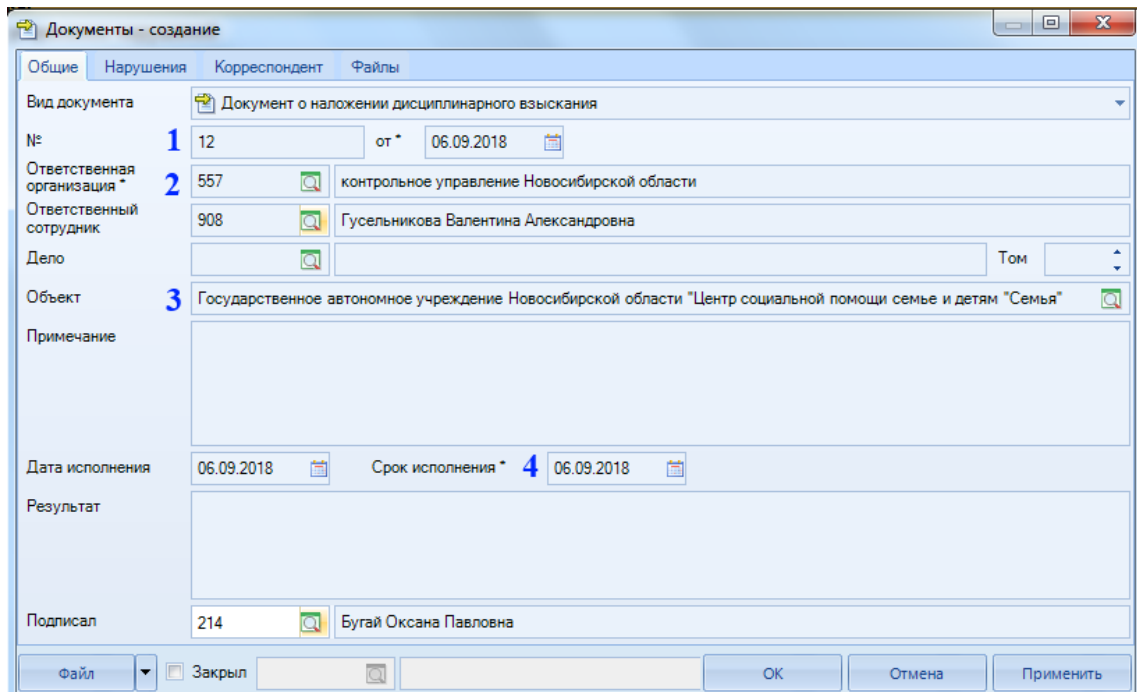 Документы - создание
Общие Нарушения Корреспондент Файлы
Вид документа Документ о наложении дисциплинарного взыскания
№ 1 12 от * 06.09.2018
Ответственная
организация * 2 557 контрольное управление Новосибирской области
Ответственный
сотрудник 908 Гусельникова Валентина Александровна
Дело Том
Объект 3 Государственное автономное учреждение Новосибирской области "Центр социальной помощи семье и детям "Семья"
Примечание
Дата исполнения 06.09.2018 Срок исполнения * 4 06.09.2018
Результат
Подписал 214 Бугай Оксана Павловна
Файл Закрыл ОК Отмена Применить